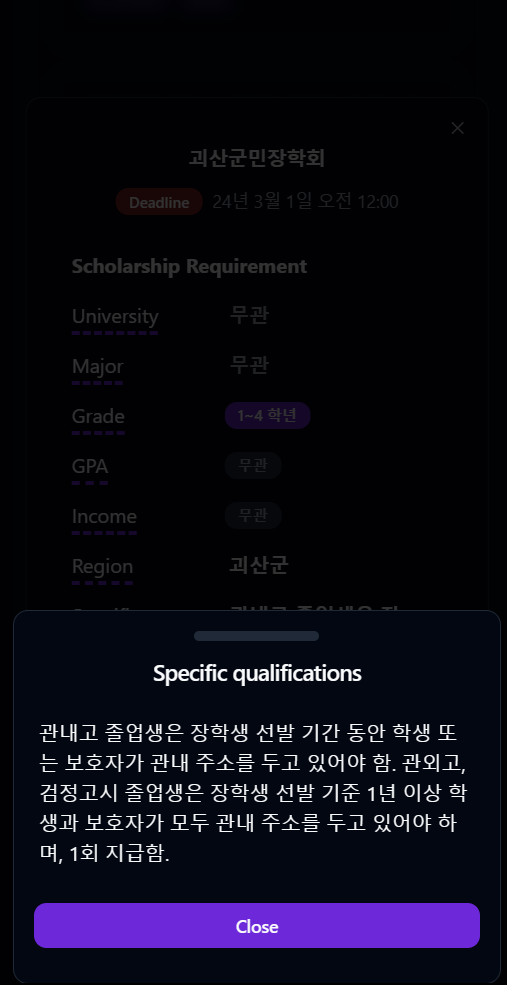 괴산군민장학회
Deadline 24년 3월 1일 오전 12:00
Scholarship Requirement
University 무관
Major 무관
Grade 1~4 학년
GPA 무관
Income 무관
Region 괴산군
Specific qualifications
관내고 졸업생은 장학생 선발 기간 동안 학생 또
는 보호자가 관내 주소를 두고 있어야 함. 관외고,
검정고시 졸업생은 장학생 선발 기준 1년 이상 학
생과 보호자가 모두 관내 주소를 두고 있어야 하
며, 1회 지급함.
Close